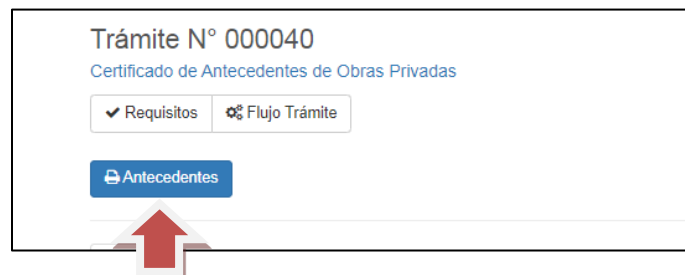 Trámite N° 000040
Certificado de Antecedentes de Obras Privadas
Requisitos Flujo Trámite
Antecedentes